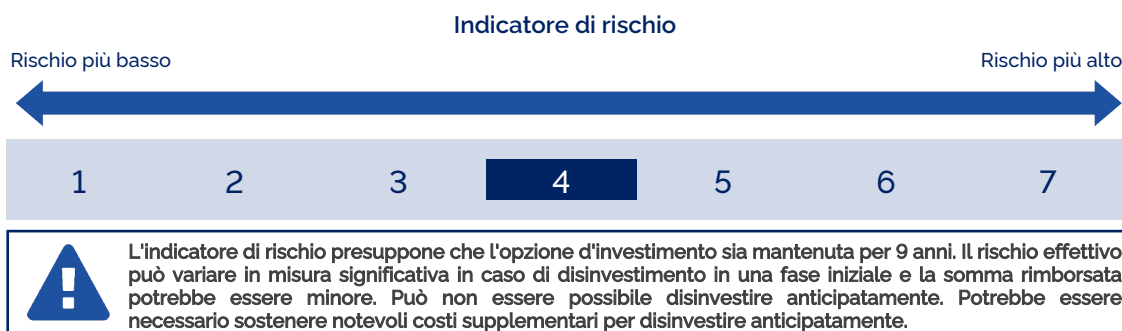 Indicatore di rischio
Rischio più basso Rischio più alto
1 2 3 4 5 6 7
L'indicatore di rischio presuppone che l'opzione d'investimento sia mantenuta per 9 anni. Il rischio effettivo
può variare in misura significativa in caso di disinvestimento in una fase iniziale e la somma rimborsata
potrebbe essere minore. Può non essere possibile disinvestire anticipatamente. Potrebbe essere
necessario sostenere notevoli costi supplementari per disinvestire anticipatamente.